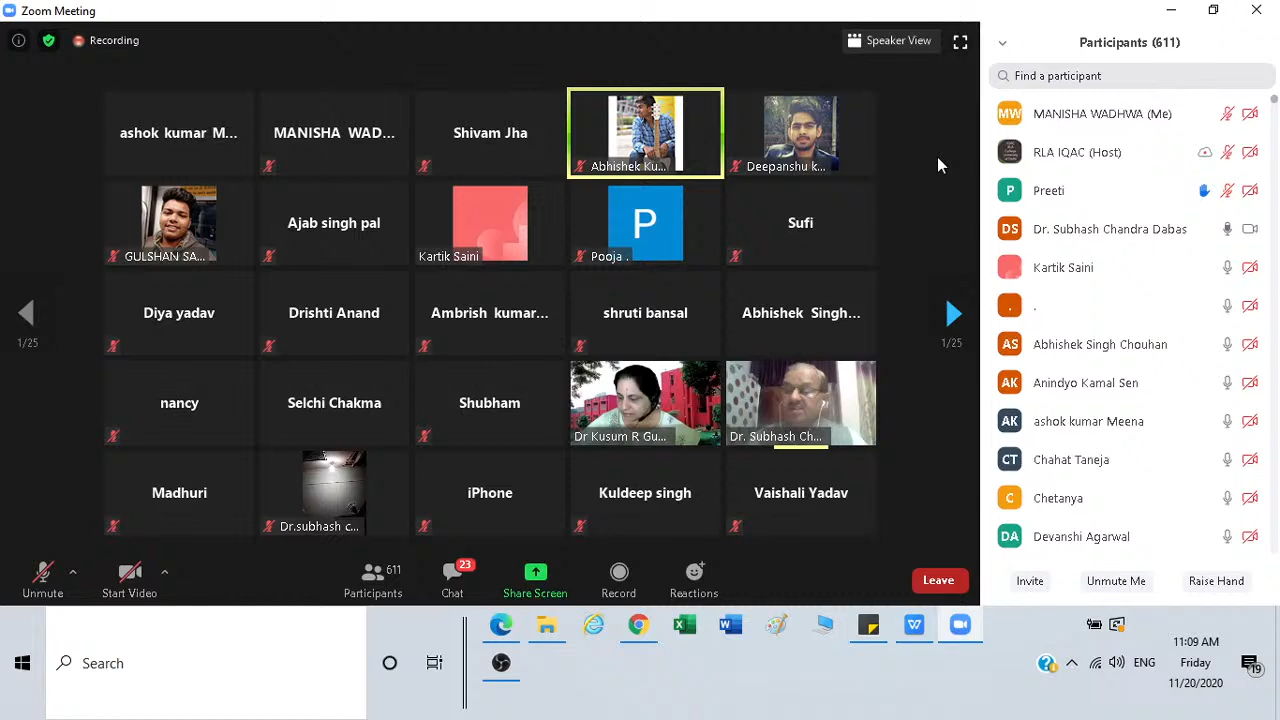 Zoom Meeting
Recording
Speaker View
ashok kumar M...
MANISHA WAD...
Shivam Jha
Abhishek Ku...
Deepanshu k...
GULSHAN SA...
Ajab singh pal
Kartik Saini
P
Pooja .
Sufi
Diya yadav
Drishti Anand
Ambrish kumar...
shruti bansal
Abhishek Singh...
1/25
1/25
nancy
Selchi Chakma
Shubham
Dr Kusum R Gu...
Dr. Subhash Ch...
Madhuri
Dr.subhash c...
iPhone
Kuldeep singh
Vaishali Yadav
Unmute
Start Video
611
Participants
23
Chat
Share Screen
Record
Reactions
Leave
Participants (611)
Find a participant
MW MANISHA WADHWA (Me)
RLA IQAC (Host)
P Preeti
DS Dr. Subhash Chandra Dabas
Kartik Saini
. .
AS Abhishek Singh Chouhan
AK Anindyo Kamal Sen
AK ashok kumar Meena
CT Chahat Taneja
C Chetanya
DA Devanshi Agarwal
Invite
Unmute Me
Raise Hand
Search
ENG
11:09 AM
Friday
11/20/2020
19